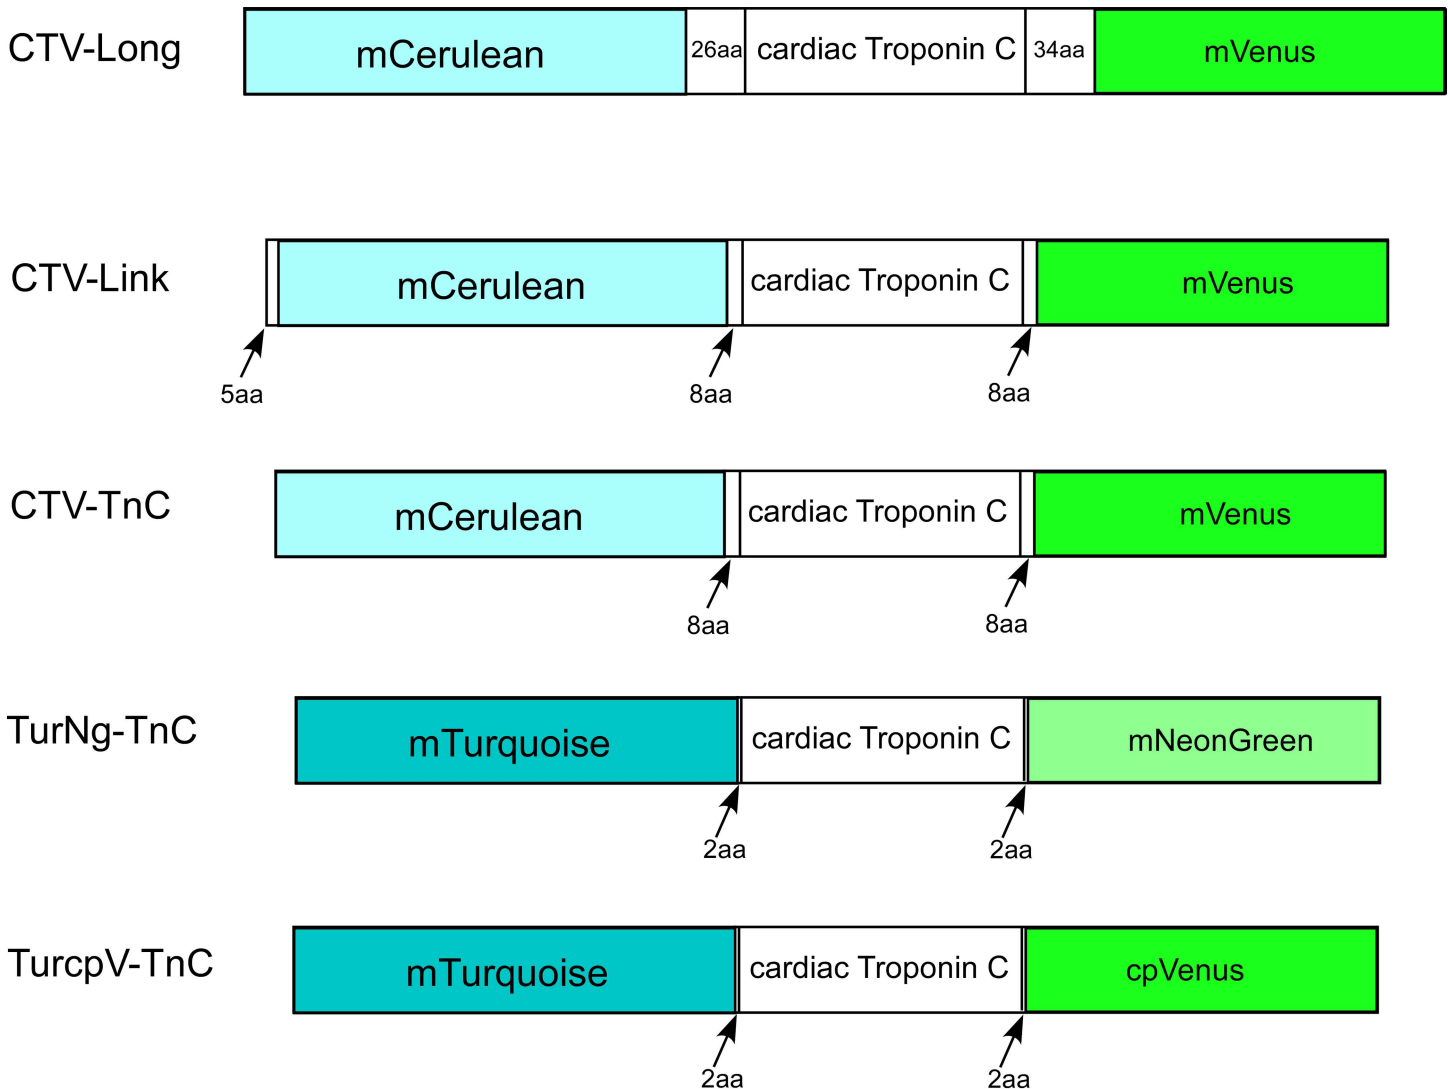 CTV-Long mCerulean 26aa cardiac Troponin C 34aa mVenus
CTV-Link mCerulean cardiac Troponin C mVenus
5aa 8aa 8aa
CTV-TnC mCerulean cardiac Troponin C mVenus
8aa 8aa
TurNg-TnC mTurquoise cardiac Troponin C mNeonGreen
2aa 2aa
TurcpV-TnC mTurquoise cardiac Troponin C cpVenus
2aa 2aa